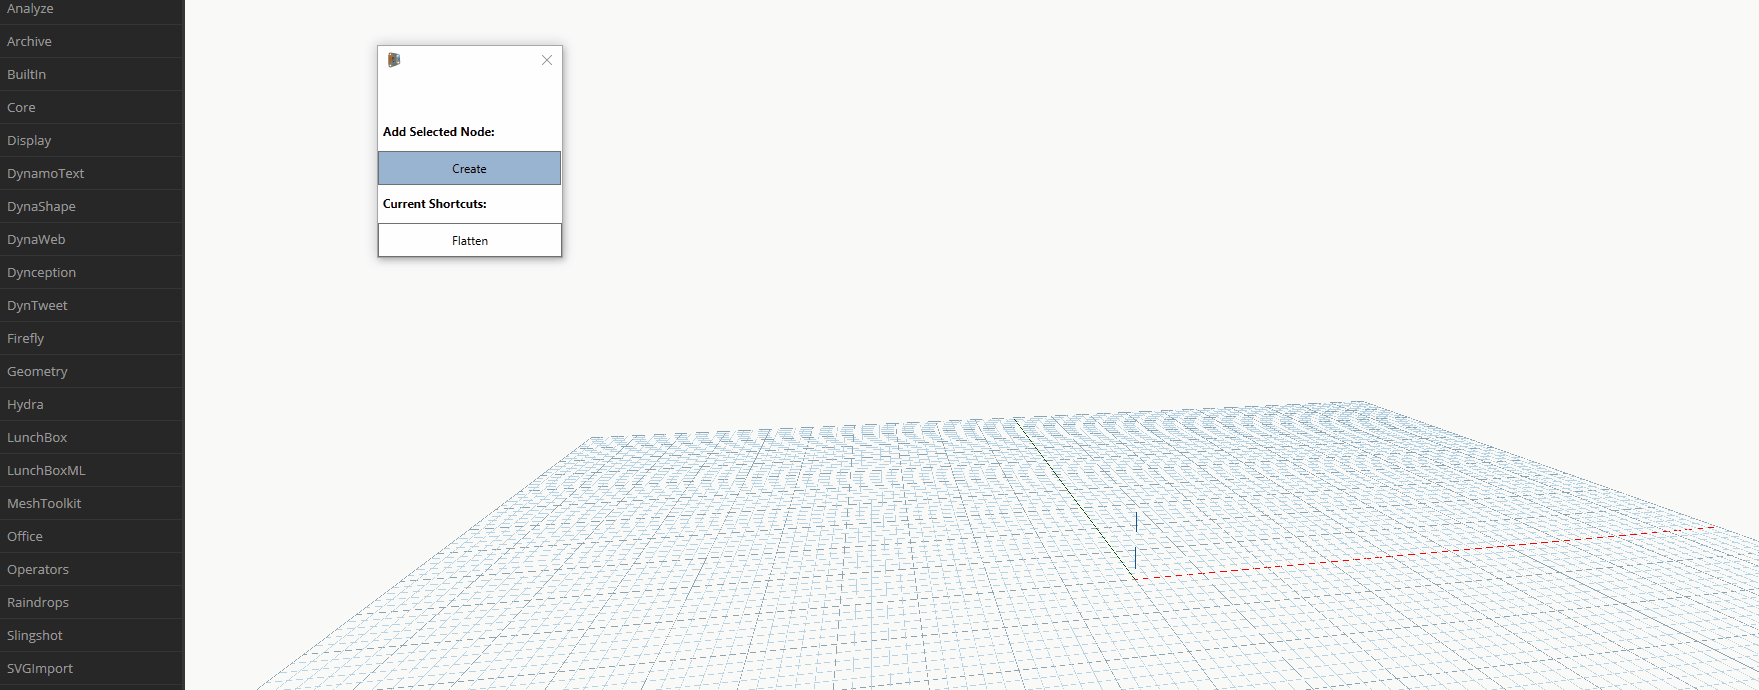 Analyze
Archive
BuiltIn
Core
Display
DynamoText
DynaShape
DynaWeb
Dynception
DynTweet
Firefly
Geometry
Hydra
LunchBox
LunchBoxML
MeshToolkit
Office
Operators
Raindrops
Slingshot
SVGImport
Add Selected Node:
Create
Current Shortcuts:
Flatten